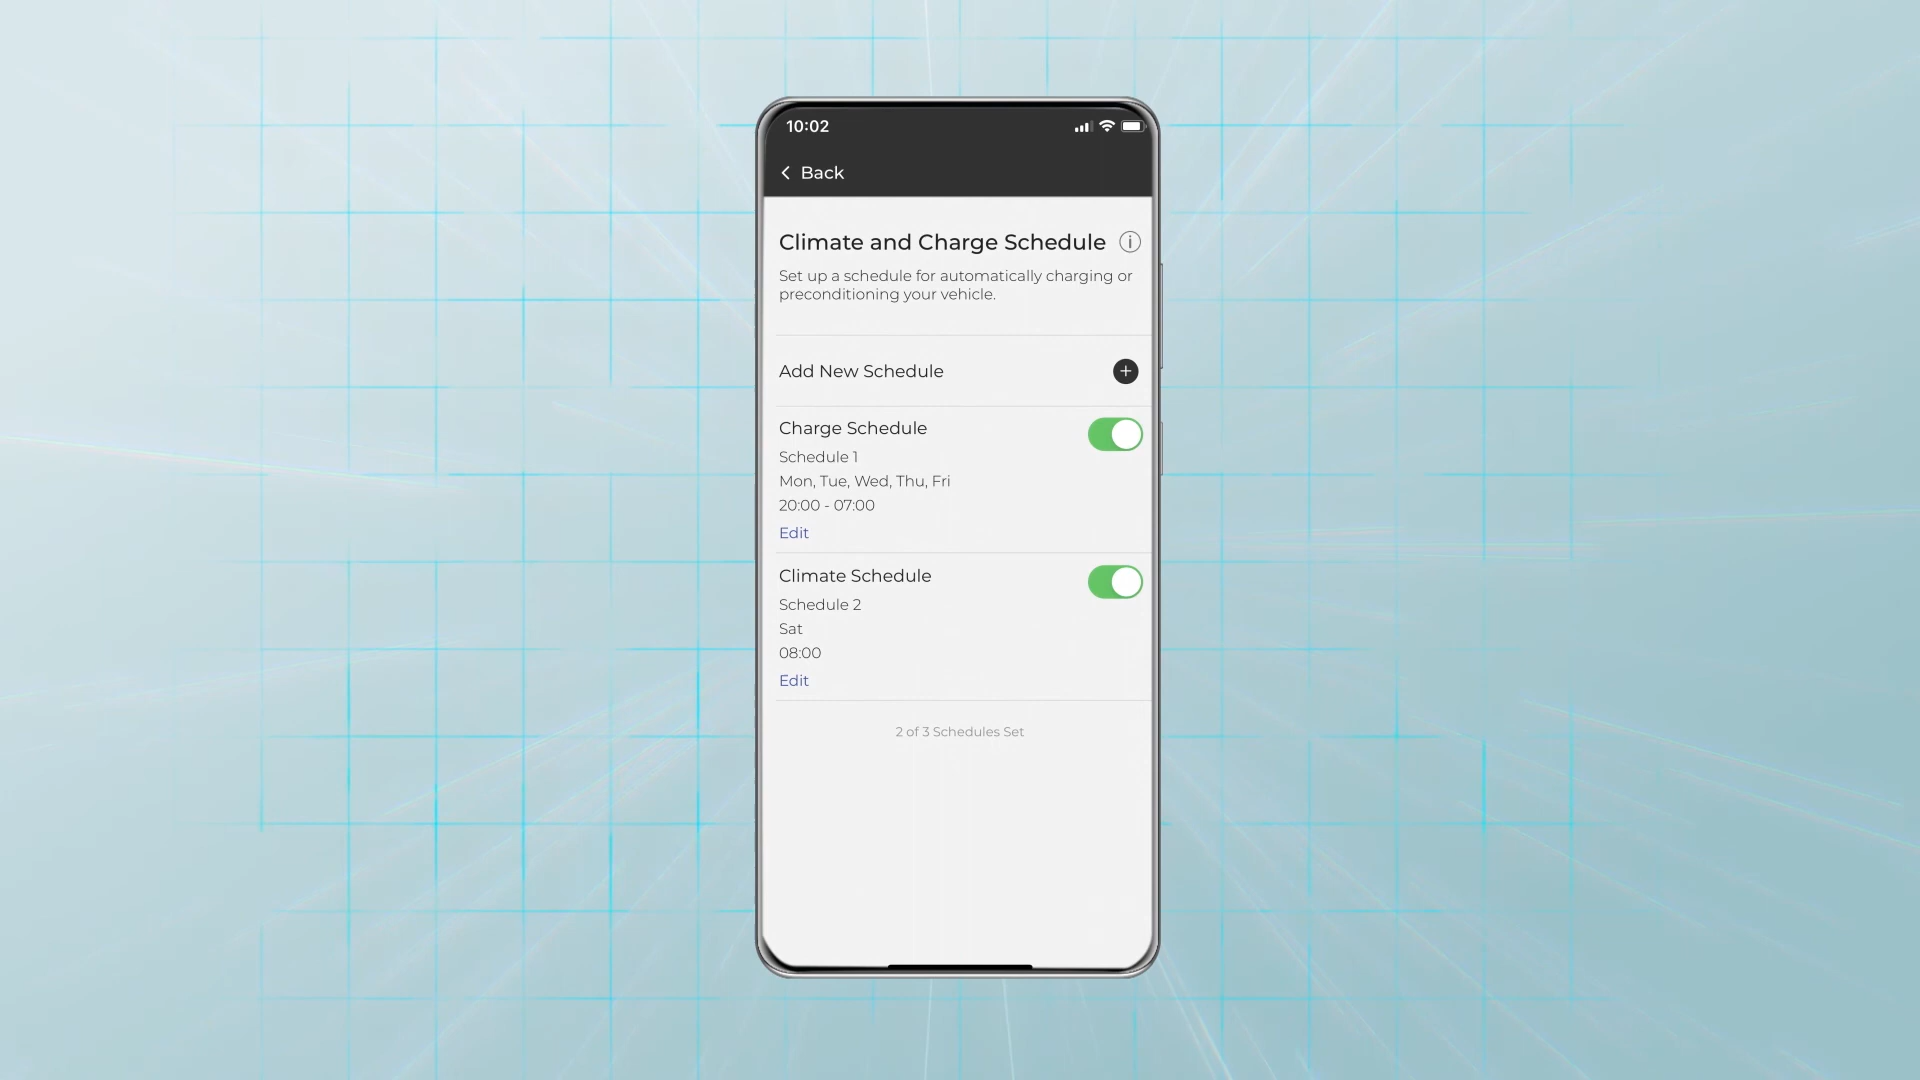 10:02
Back
Climate and Charge Schedule
Set up a schedule for automatically charging or
preconditioning your vehicle.
Add New Schedule
Charge Schedule
Schedule 1
Mon, Tue, Wed, Thu, Fri
20:00 - 07:00
Edit
Climate Schedule
Schedule 2
Sat
08:00
Edit
2 of 3 Schedules Set